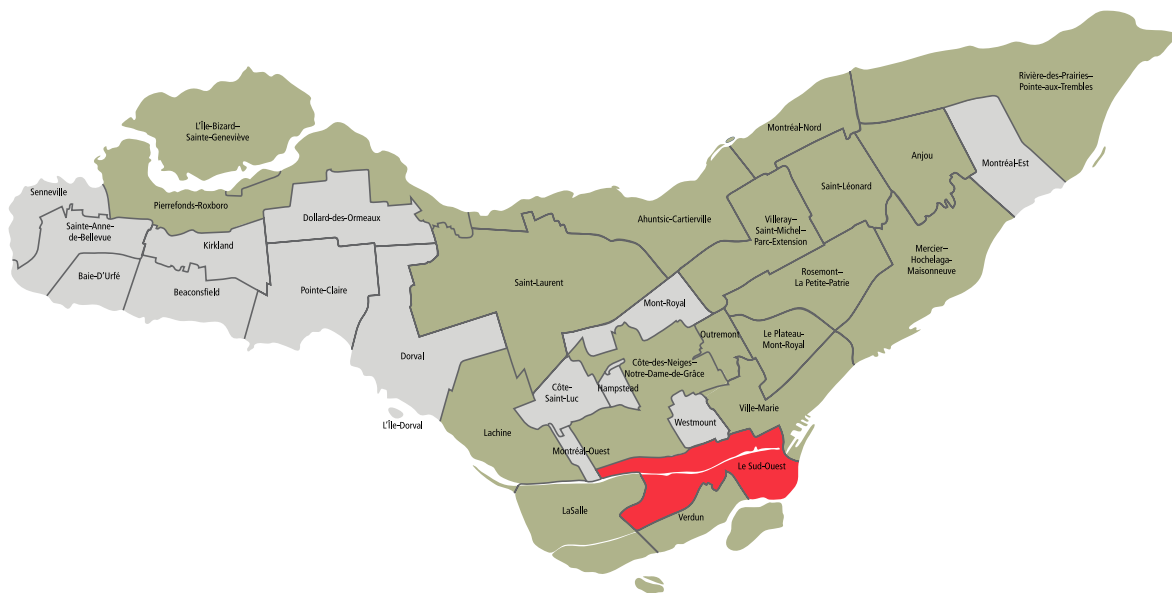 Rivière-des-Prairies–
Pointe-aux-Trembles
L'Île-Bizard–
Sainte-Geneviève
Montréal-Nord
Anjou
Montréal-Est
Saint-Léonard
Senneville
Pierrefonds-Roxboro
Dollard-des-Ormeaux
Ahuntsic-Cartierville
Villeray–
Saint-Michel–
Parc-Extension
Sainte-Anne-
de-Bellevue
Kirkland
Mercier–
Hochelaga-
Maisonneuve
Baie-D'Urfé
Beaconsfield
Pointe-Claire
Saint-Laurent
Rosemont–
La Petite-Patrie
Mont-Royal
Outremont
Le Plateau-
Mont-Royal
Dorval
Côte-des-Neiges–
Notre-Dame-de-Grâce
Côte-
Saint-Luc
Hampstead
Ville-Marie
L'Île-Dorval
Westmount
Lachine
Montréal-Ouest
Le Sud-Ouest
LaSalle
Verdun